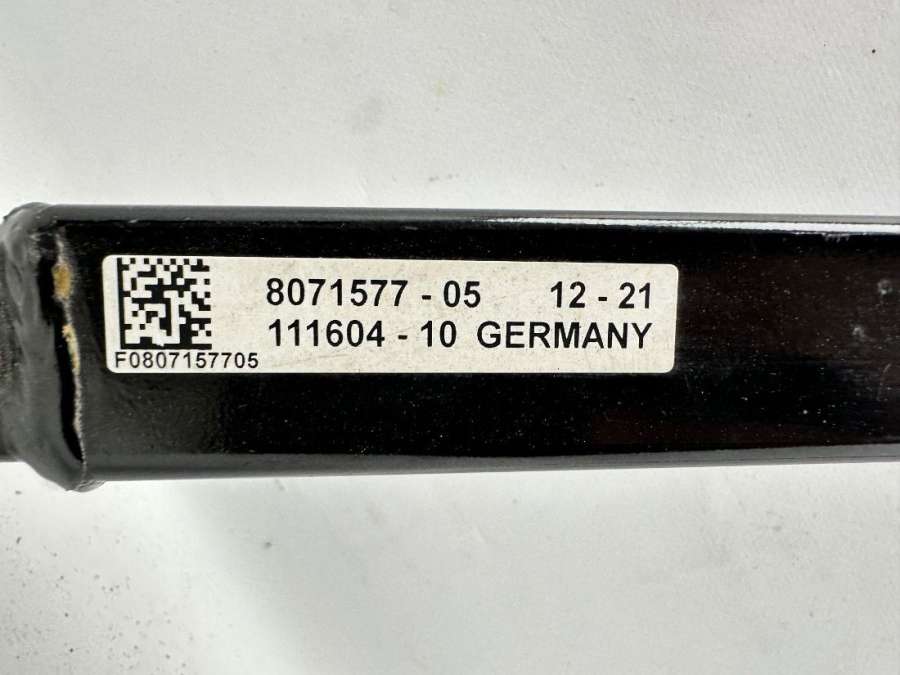 8071577 - 05 12 - 21
111604 - 10 GERMANY
F0807157705